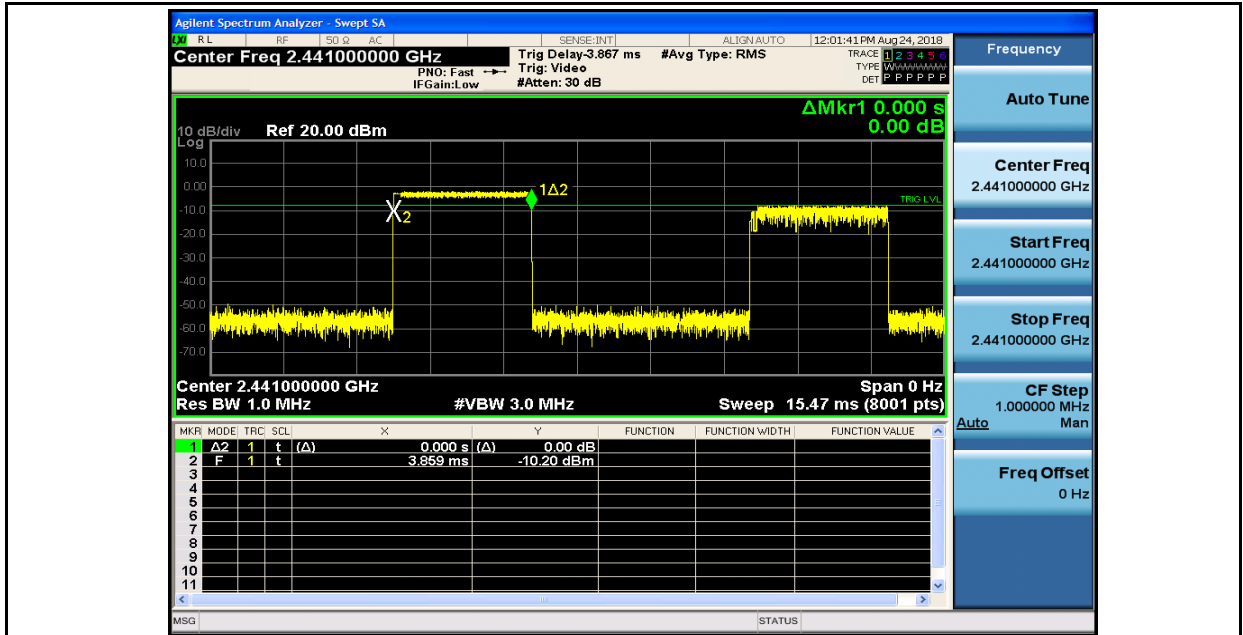 Agilent Spectrum Analyzer - Swept SA
LXI RL RF 50 Ω AC SENSE:INT ALIGN AUTO 12:01:41 PM Aug 24, 2018
Center Freq 2.441000000 GHz
PNO: Fast
IFGain:Low
Trig Delay-3.867 ms
Trig: Video
#Atten: 30 dB
#Avg Type: RMS
TRACE 1 2 3 4 5 6
TYPE WWWWWW
DET P P P P P P
ΔMkr1 0.000 s
0.00 dB
10 dB/div Ref 20.00 dBm
Log
10.0
0.00
-10.0
-20.0
-30.0
-40.0
-50.0
-60.0
-70.0
1Δ2
X2
TRIG LVL
Center 2.441000000 GHz Span 0 Hz
Res BW 1.0 MHz #VBW 3.0 MHz Sweep 15.47 ms (8001 pts)
MKR MODE TRC SCL X Y FUNCTION FUNCTION WIDTH FUNCTION VALUE
1 Δ2 1 t (Δ) 0.000 s (Δ) 0.00 dB
2 F 1 t 3.859 ms -10.20 dBm
3
4
5
6
7
8
9
10
11
MSG STATUS
Frequency
Auto Tune
Center Freq
2.441000000 GHz
Start Freq
2.441000000 GHz
Stop Freq
2.441000000 GHz
CF Step
1.000000 MHz
Auto Man
Freq Offset
0 Hz